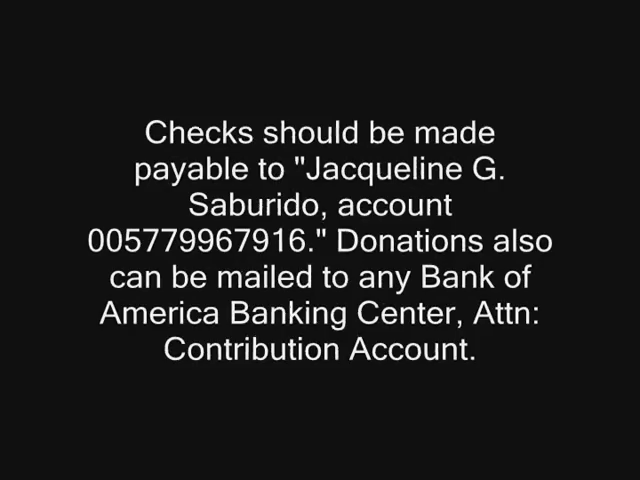 Checks should be made
payable to "Jacqueline G.
Saburido, account
005779967916." Donations also
can be mailed to any Bank of
America Banking Center, Attn:
Contribution Account.